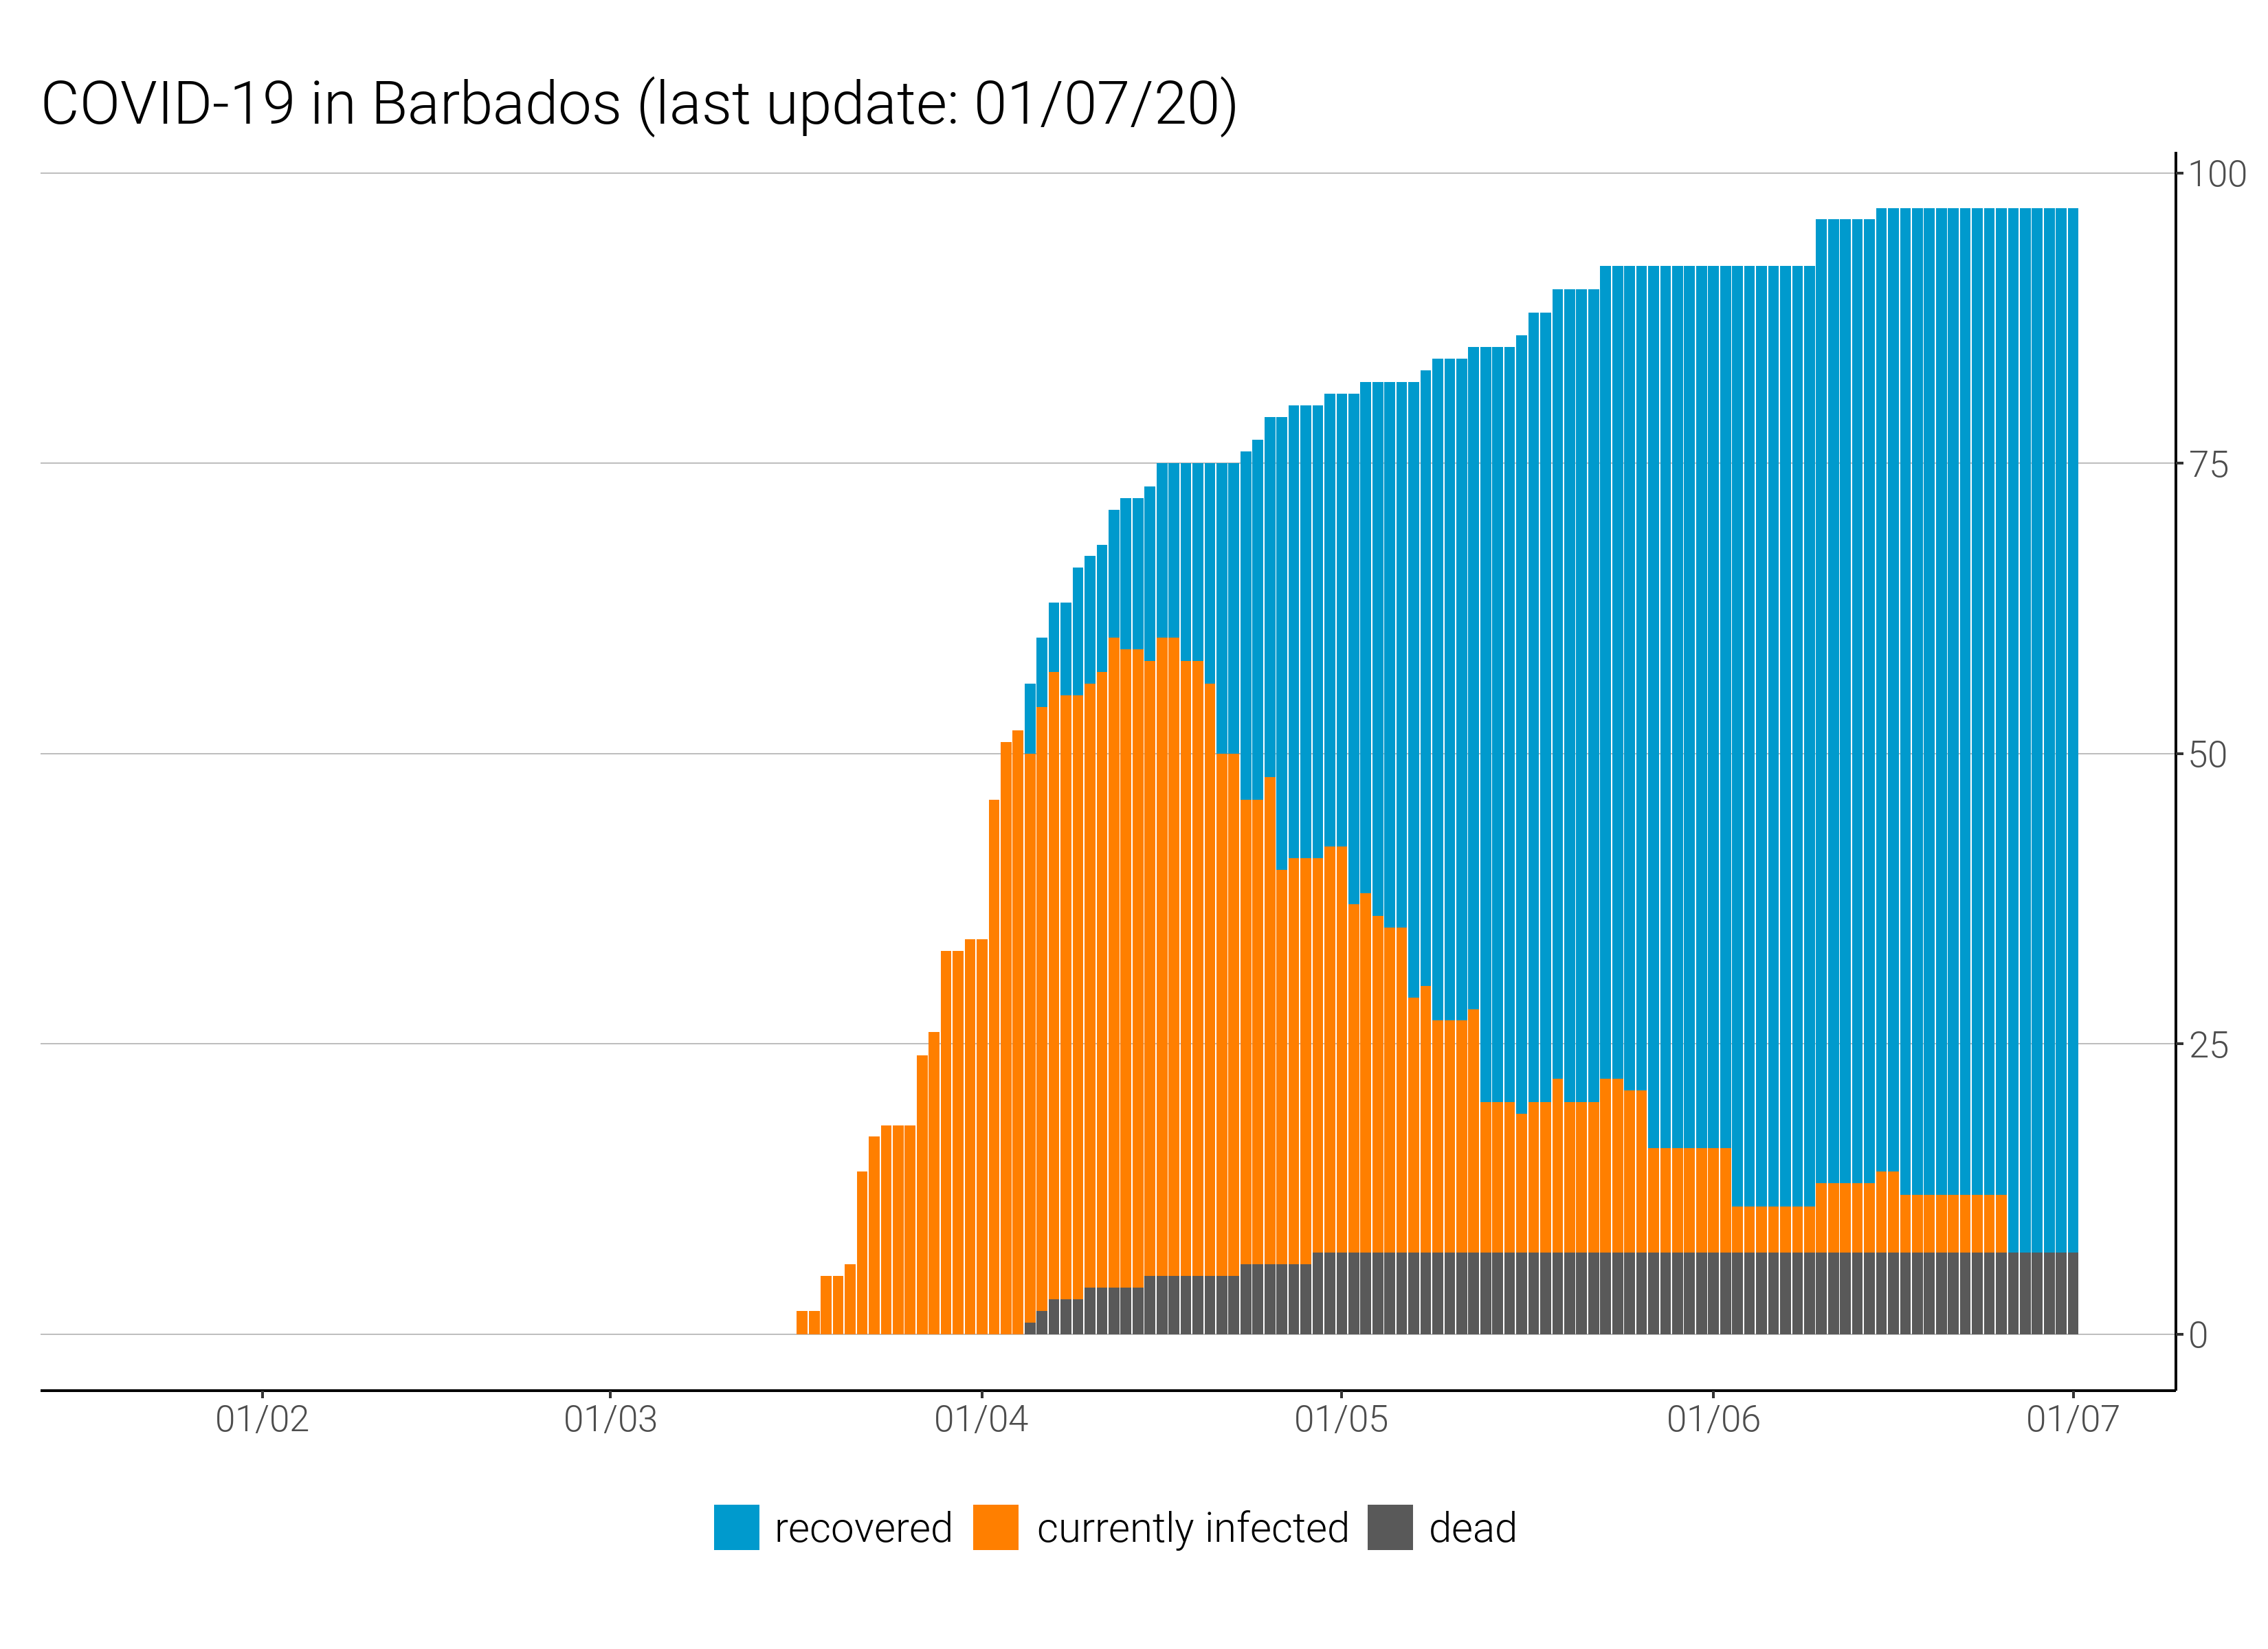 COVID-19 in Barbados (last update: 01/07/20)
100
75
50
25
0
01/02 01/03 01/04 01/05 01/06 01/07
recovered currently infected dead